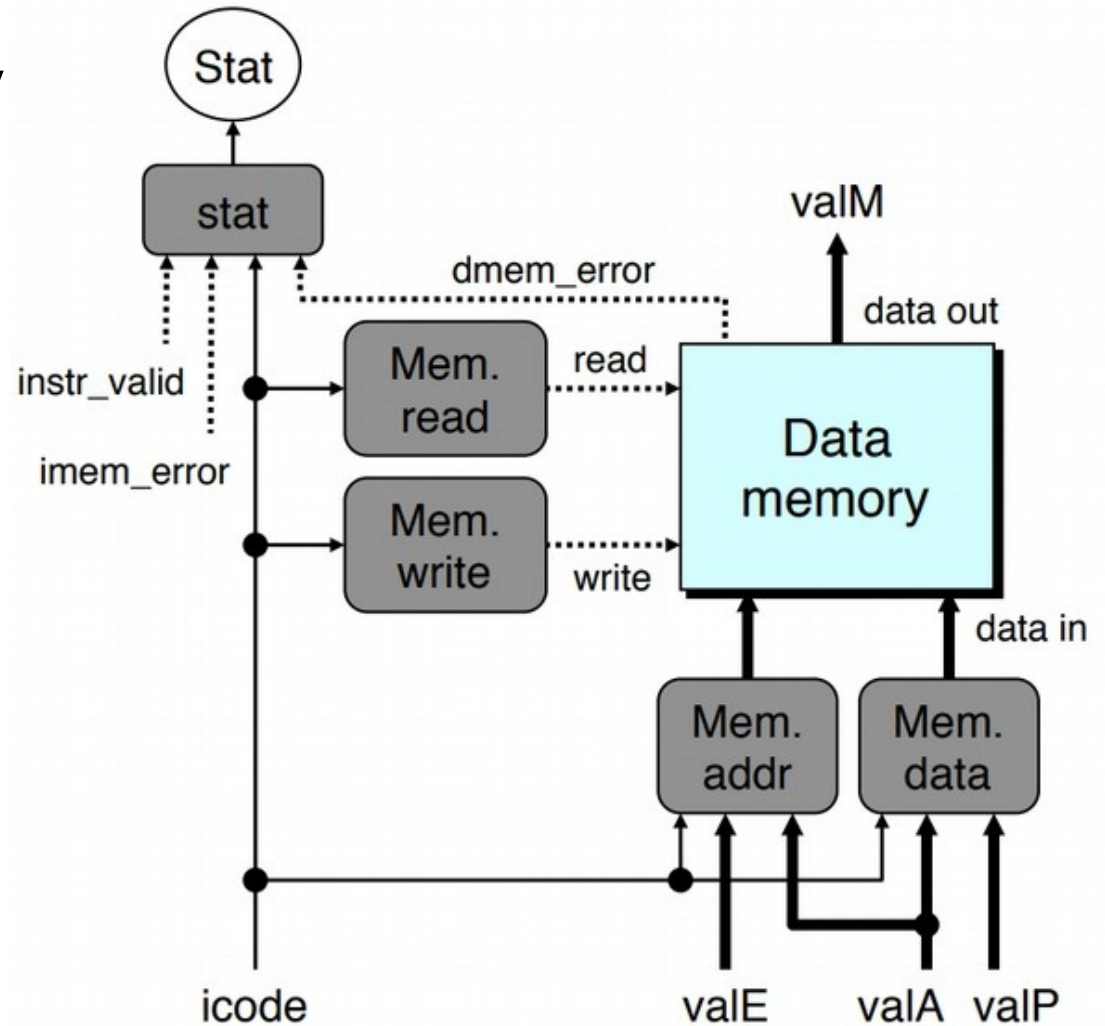 Stat
stat
valM
dmem_error
data out
instr_valid
Mem.
read
read
Data
memory
imem_error
Mem.
write
write
data in
Mem.
addr
Mem.
data
icode
valE
valA
valP